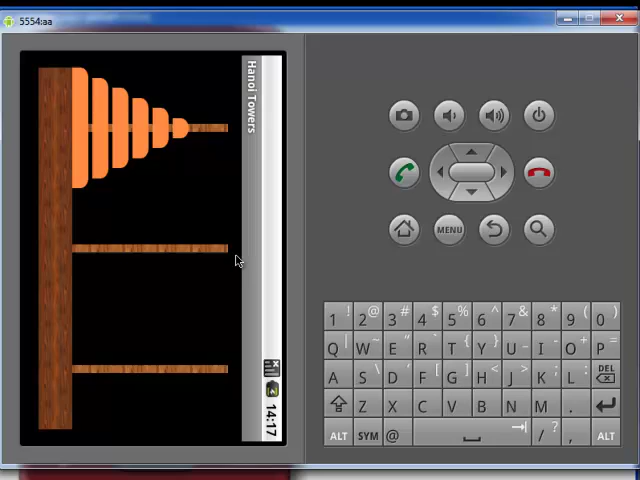 5554:aa
Hanoi Towers
14:17
MENU
1 ! 2 @ 3 # 4 $ 5 % 6 ^ 7 & 8 * 9 ( 0 )
Q | W ~ E " R ` T { Y } U _ I - O + P =
A S \ D ' F [ G ] H < J > K ; L : DEL
Z X C V B N M .
ALT SYM @ / ? , ALT